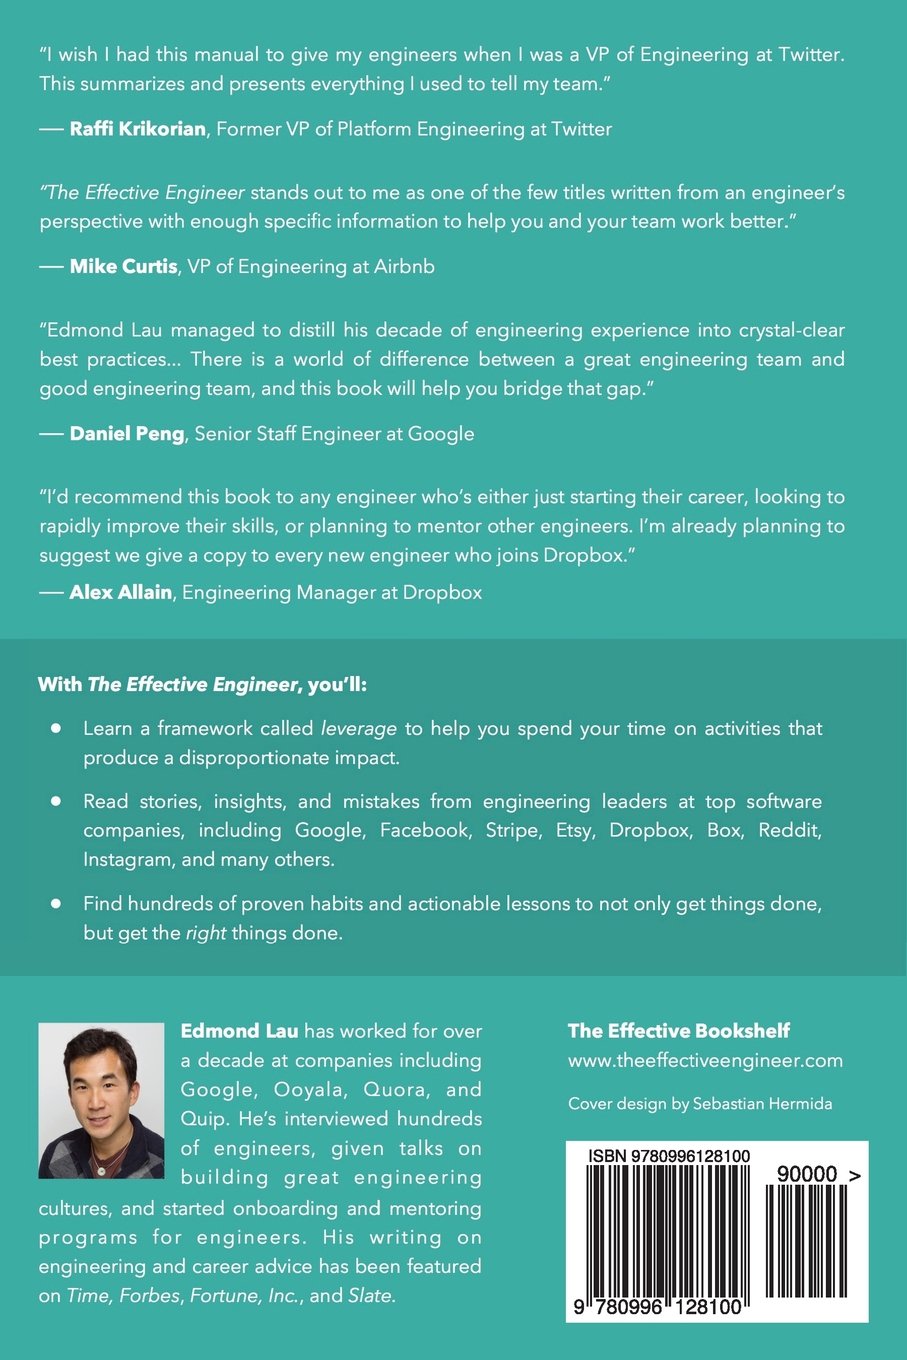 “I wish I had this manual to give my engineers when I was a VP of Engineering at Twitter.
This summarizes and presents everything I used to tell my team.”
— Raffi Krikorian, Former VP of Platform Engineering at Twitter
“The Effective Engineer stands out to me as one of the few titles written from an engineer’s
perspective with enough specific information to help you and your team work better.”
— Mike Curtis, VP of Engineering at Airbnb
“Edmond Lau managed to distill his decade of engineering experience into crystal-clear
best practices... There is a world of difference between a great engineering team and
good engineering team, and this book will help you bridge that gap.”
— Daniel Peng, Senior Staff Engineer at Google
“I’d recommend this book to any engineer who’s either just starting their career, looking to
rapidly improve their skills, or planning to mentor other engineers. I’m already planning to
suggest we give a copy to every new engineer who joins Dropbox.”
— Alex Allain, Engineering Manager at Dropbox
With The Effective Engineer, you’ll:
● Learn a framework called leverage to help you spend your time on activities that
produce a disproportionate impact.
● Read stories, insights, and mistakes from engineering leaders at top software
companies, including Google, Facebook, Stripe, Etsy, Dropbox, Box, Reddit,
Instagram, and many others.
● Find hundreds of proven habits and actionable lessons to not only get things done,
but get the right things done.
Edmond Lau has worked for over
a decade at companies including
Google, Ooyala, Quora, and
Quip. He’s interviewed hundreds
of engineers, given talks on
building great engineering
cultures, and started onboarding and mentoring
programs for engineers. His writing on
engineering and career advice has been featured
on Time, Forbes, Fortune, Inc., and Slate.
The Effective Bookshelf
www.theeffectiveengineer.com
Cover design by Sebastian Hermida
ISBN 9780996128100
90000 >
9 780996 128100